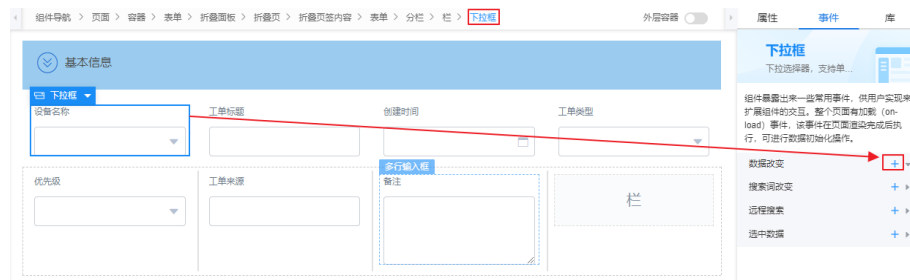 组件导航 > 页面 > 容器 > 表单 > 折叠面板 > 折叠页 > 折叠页签内容 > 表单 > 分栏 > 栏 > 下拉框
外层容器
属性 事件 库
基本信息
下拉框
设备名称 工单标题 创建时间 工单类型
多行输入框
优先级 工单来源 备注
栏
下拉框
下拉选择器，支持单...
组件暴露出来一些常用事件，供用户实现来
扩展组件的交互。整个页面有加载（on-
load）事件，该事件在页面渲染完成后执
行，可进行数据初始化操作。
数据改变
搜索词改变
远程搜索
选中数据